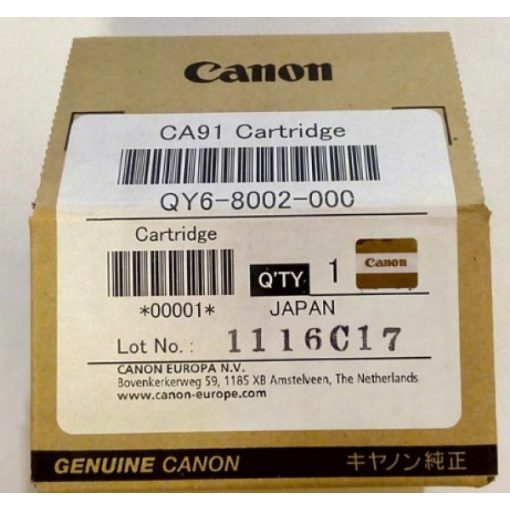 Canon
CA91 Cartridge
QY6-8002-000
Cartridge
Q'TY 1
Canon
*00001* JAPAN
Lot No.: 1116C17
CANON EUROPA N.V.
Bovenkerkerweg 59, 1185 XB Amstelveen, The Netherlands
www.canon-europe.com
GENUINE CANON キヤノン純正